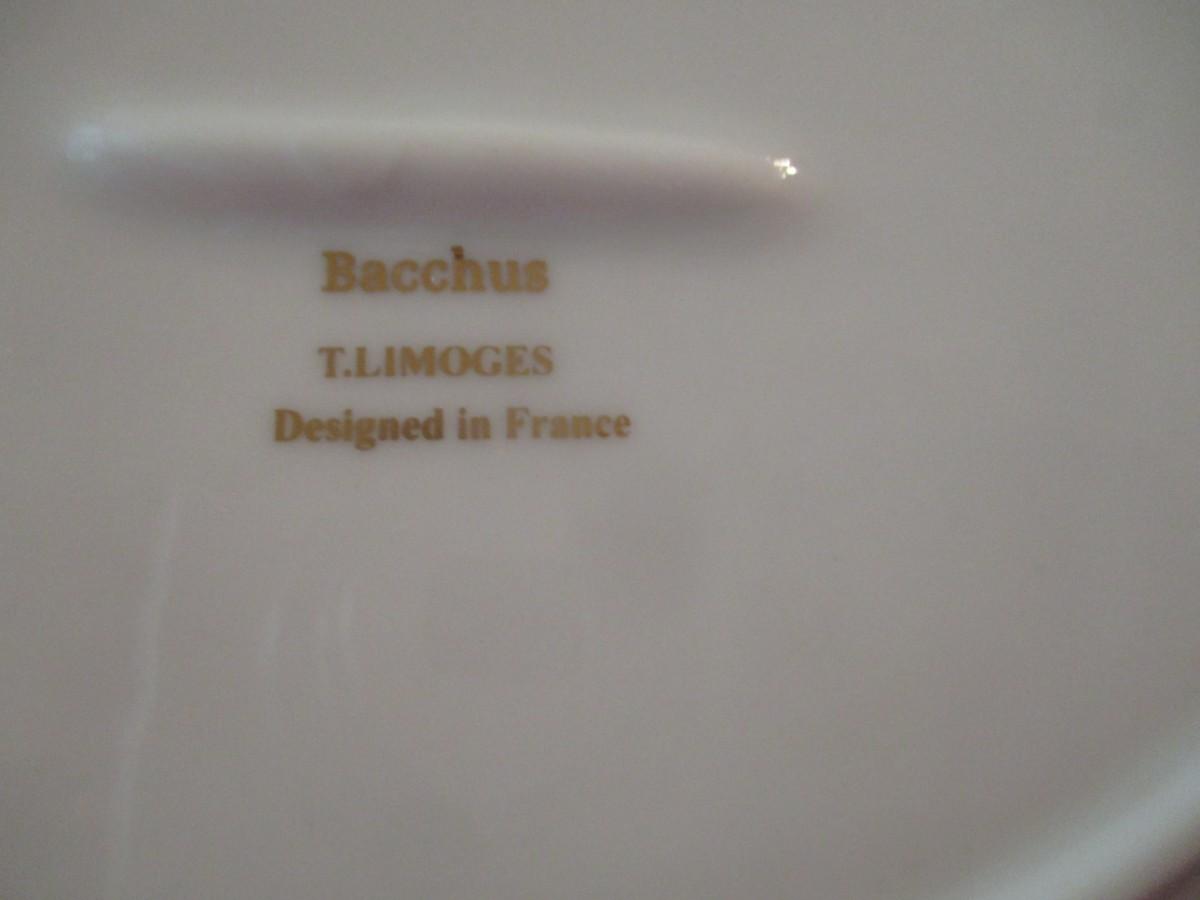 Bacchus
T.LIMOGES
Designed in France